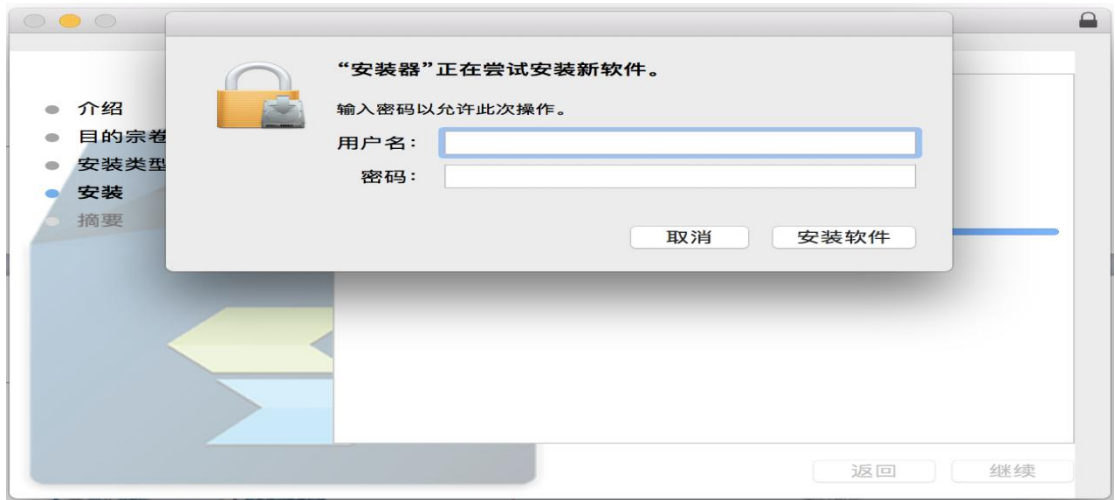 “安装器”正在尝试安装新软件。
输入密码以允许此次操作。
用户名：
密码：
取消
安装软件
介绍
目的宗卷
安装类型
安装
摘要
返回
继续